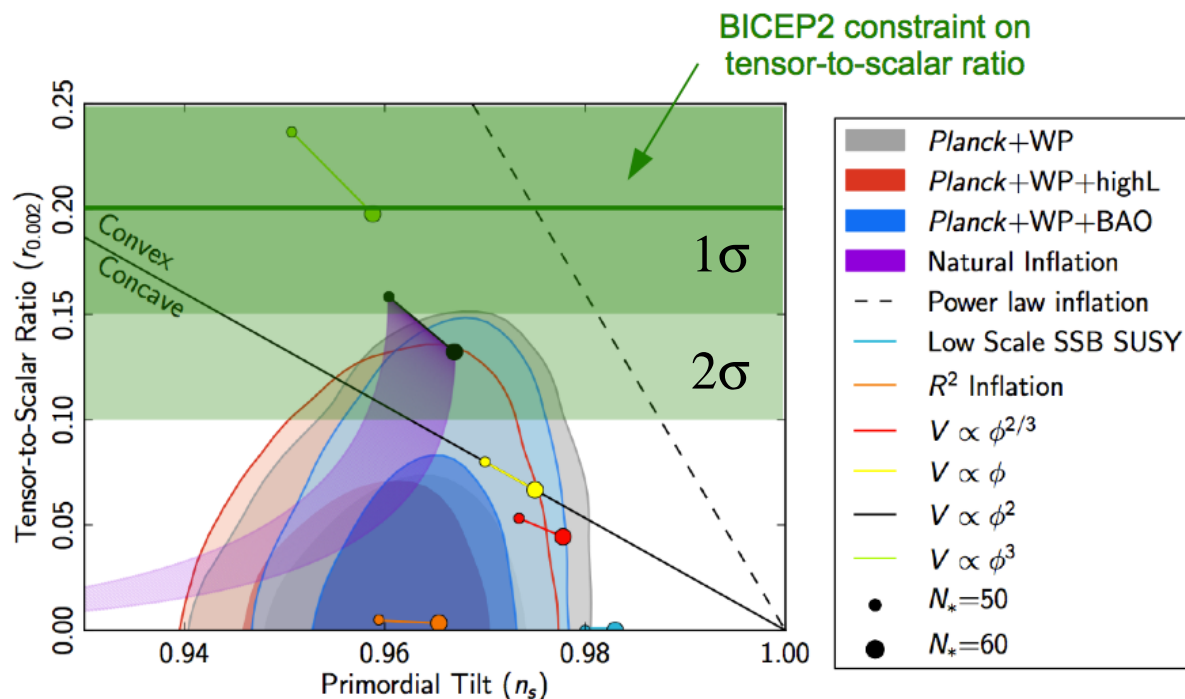 BICEP2 constraint on
tensor-to-scalar ratio
Tensor-to-Scalar Ratio (r₀.₀₀₂)
0.25
0.20
0.15
0.10
0.05
0.00
Convex
Concave
1σ
2σ
0.94
0.96
0.98
1.00
Primordial Tilt (nₛ)
Planck+WP
Planck+WP+highL
Planck+WP+BAO
Natural Inflation
Power law inflation
Low Scale SSB SUSY
R² Inflation
V ∝ ϕ²/³
V ∝ ϕ
V ∝ ϕ²
V ∝ ϕ³
N*=50
N*=60